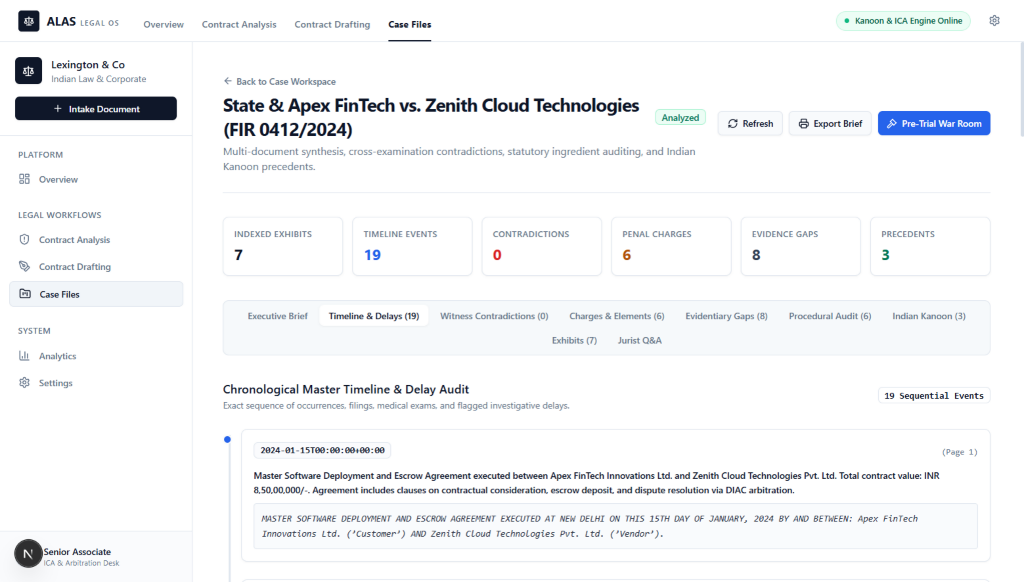 ALAS LEGAL OS
Overview
Contract Analysis
Contract Drafting
Case Files
Kanoon & ICA Engine Online
Lexington & Co
Indian Law & Corporate
+ Intake Document
PLATFORM
Overview
LEGAL WORKFLOWS
Contract Analysis
Contract Drafting
Case Files
SYSTEM
Analytics
Settings
N
Senior Associate
ICA & Arbitration Desk
← Back to Case Workspace
State & Apex FinTech vs. Zenith Cloud Technologies
(FIR 0412/2024)
Analyzed
Refresh
Export Brief
Pre-Trial War Room
Multi-document synthesis, cross-examination contradictions, statutory ingredient auditing, and Indian
Kanoon precedents.
INDEXED EXHIBITS
7
TIMELINE EVENTS
19
CONTRADICTIONS
0
PENAL CHARGES
6
EVIDENCE GAPS
8
PRECEDENTS
3
Executive Brief
Timeline & Delays (19)
Witness Contradictions (0)
Charges & Elements (6)
Evidentiary Gaps (8)
Procedural Audit (6)
Indian Kanoon (3)
Exhibits (7)
Jurist Q&A
Chronological Master Timeline & Delay Audit
Exact sequence of occurrences, filings, medical exams, and flagged investigative delays.
19 Sequential Events
2024-01-15T00:00:00+00:00
(Page 1)
Master Software Deployment and Escrow Agreement executed between Apex FinTech Innovations Ltd. and Zenith Cloud Technologies Pvt. Ltd. Total contract value: INR
8,50,00,000/-. Agreement includes clauses on contractual consideration, escrow deposit, and dispute resolution via DIAC arbitration.
MASTER SOFTWARE DEPLOYMENT AND ESCROW AGREEMENT EXECUTED AT NEW DELHI ON THIS 15TH DAY OF JANUARY, 2024 BY AND BETWEEN: Apex FinTech
Innovations Ltd. ('Customer') AND Zenith Cloud Technologies Pvt. Ltd. ('Vendor').